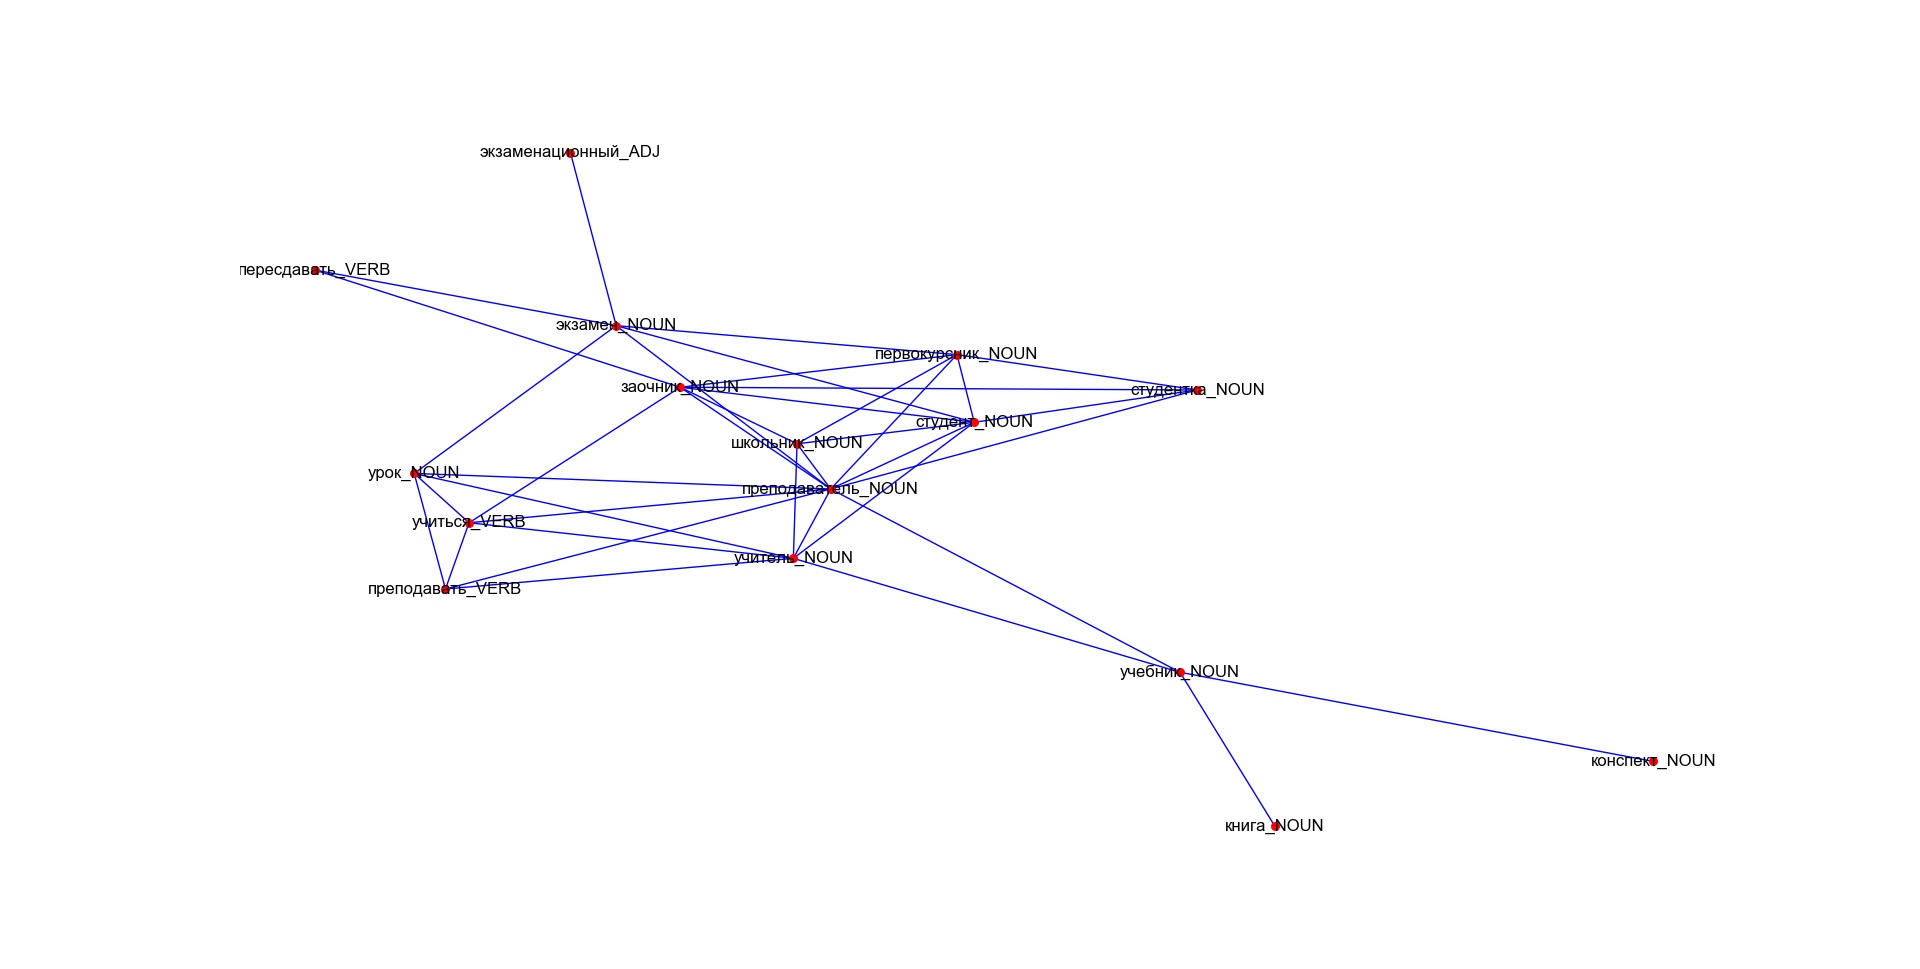 экзаменационный_ADJ
пересдавать_VERB
экзамен_NOUN
первокурсник_NOUN
заочник_NOUN
студентка_NOUN
студент_NOUN
школьник_NOUN
урок_NOUN
преподаватель_NOUN
учиться_VERB
учитель_NOUN
преподавать_VERB
учебник_NOUN
конспект_NOUN
книга_NOUN